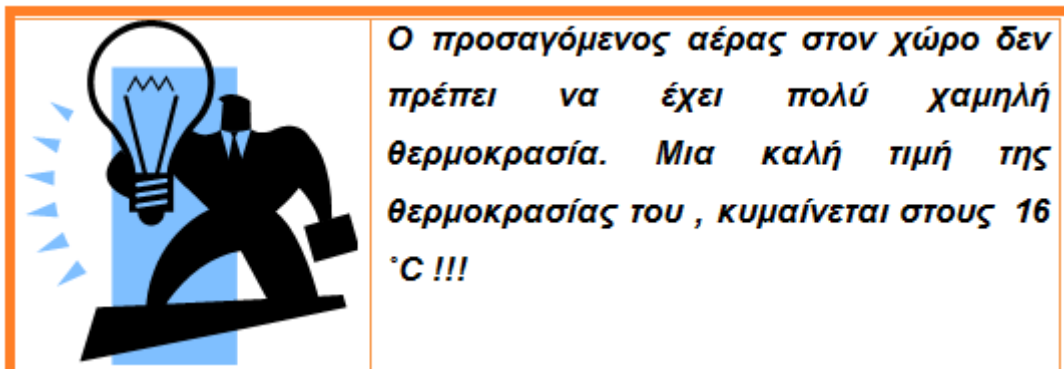 Ο προσαγόμενος αέρας στον χώρο δεν
πρέπει να έχει πολύ χαμηλή
θερμοκρασία. Μια καλή τιμή της
θερμοκρασίας του , κυμαίνεται στους 16
˚C !!!